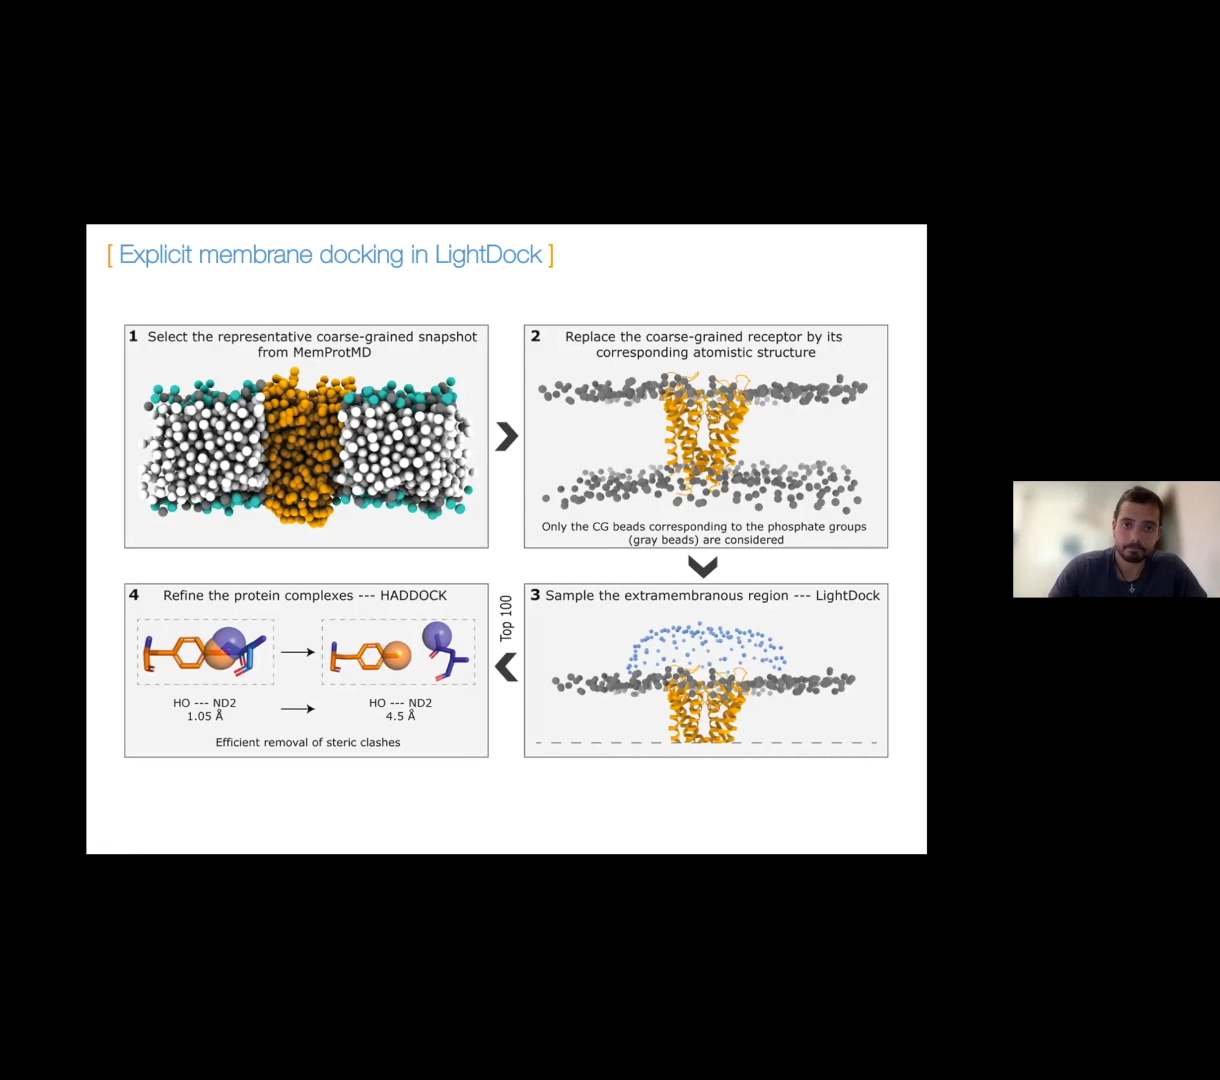 [ Explicit membrane docking in LightDock ]
1 Select the representative coarse-grained snapshot
from MemProtMD
2 Replace the coarse-grained receptor by its
corresponding atomistic structure
Only the CG beads corresponding to the phosphate groups
(gray beads) are considered
3 Sample the extramembranous region --- LightDock
Top 100
4 Refine the protein complexes --- HADDOCK
HO --- ND2
1.05 Å
HO --- ND2
4.5 Å
Efficient removal of steric clashes